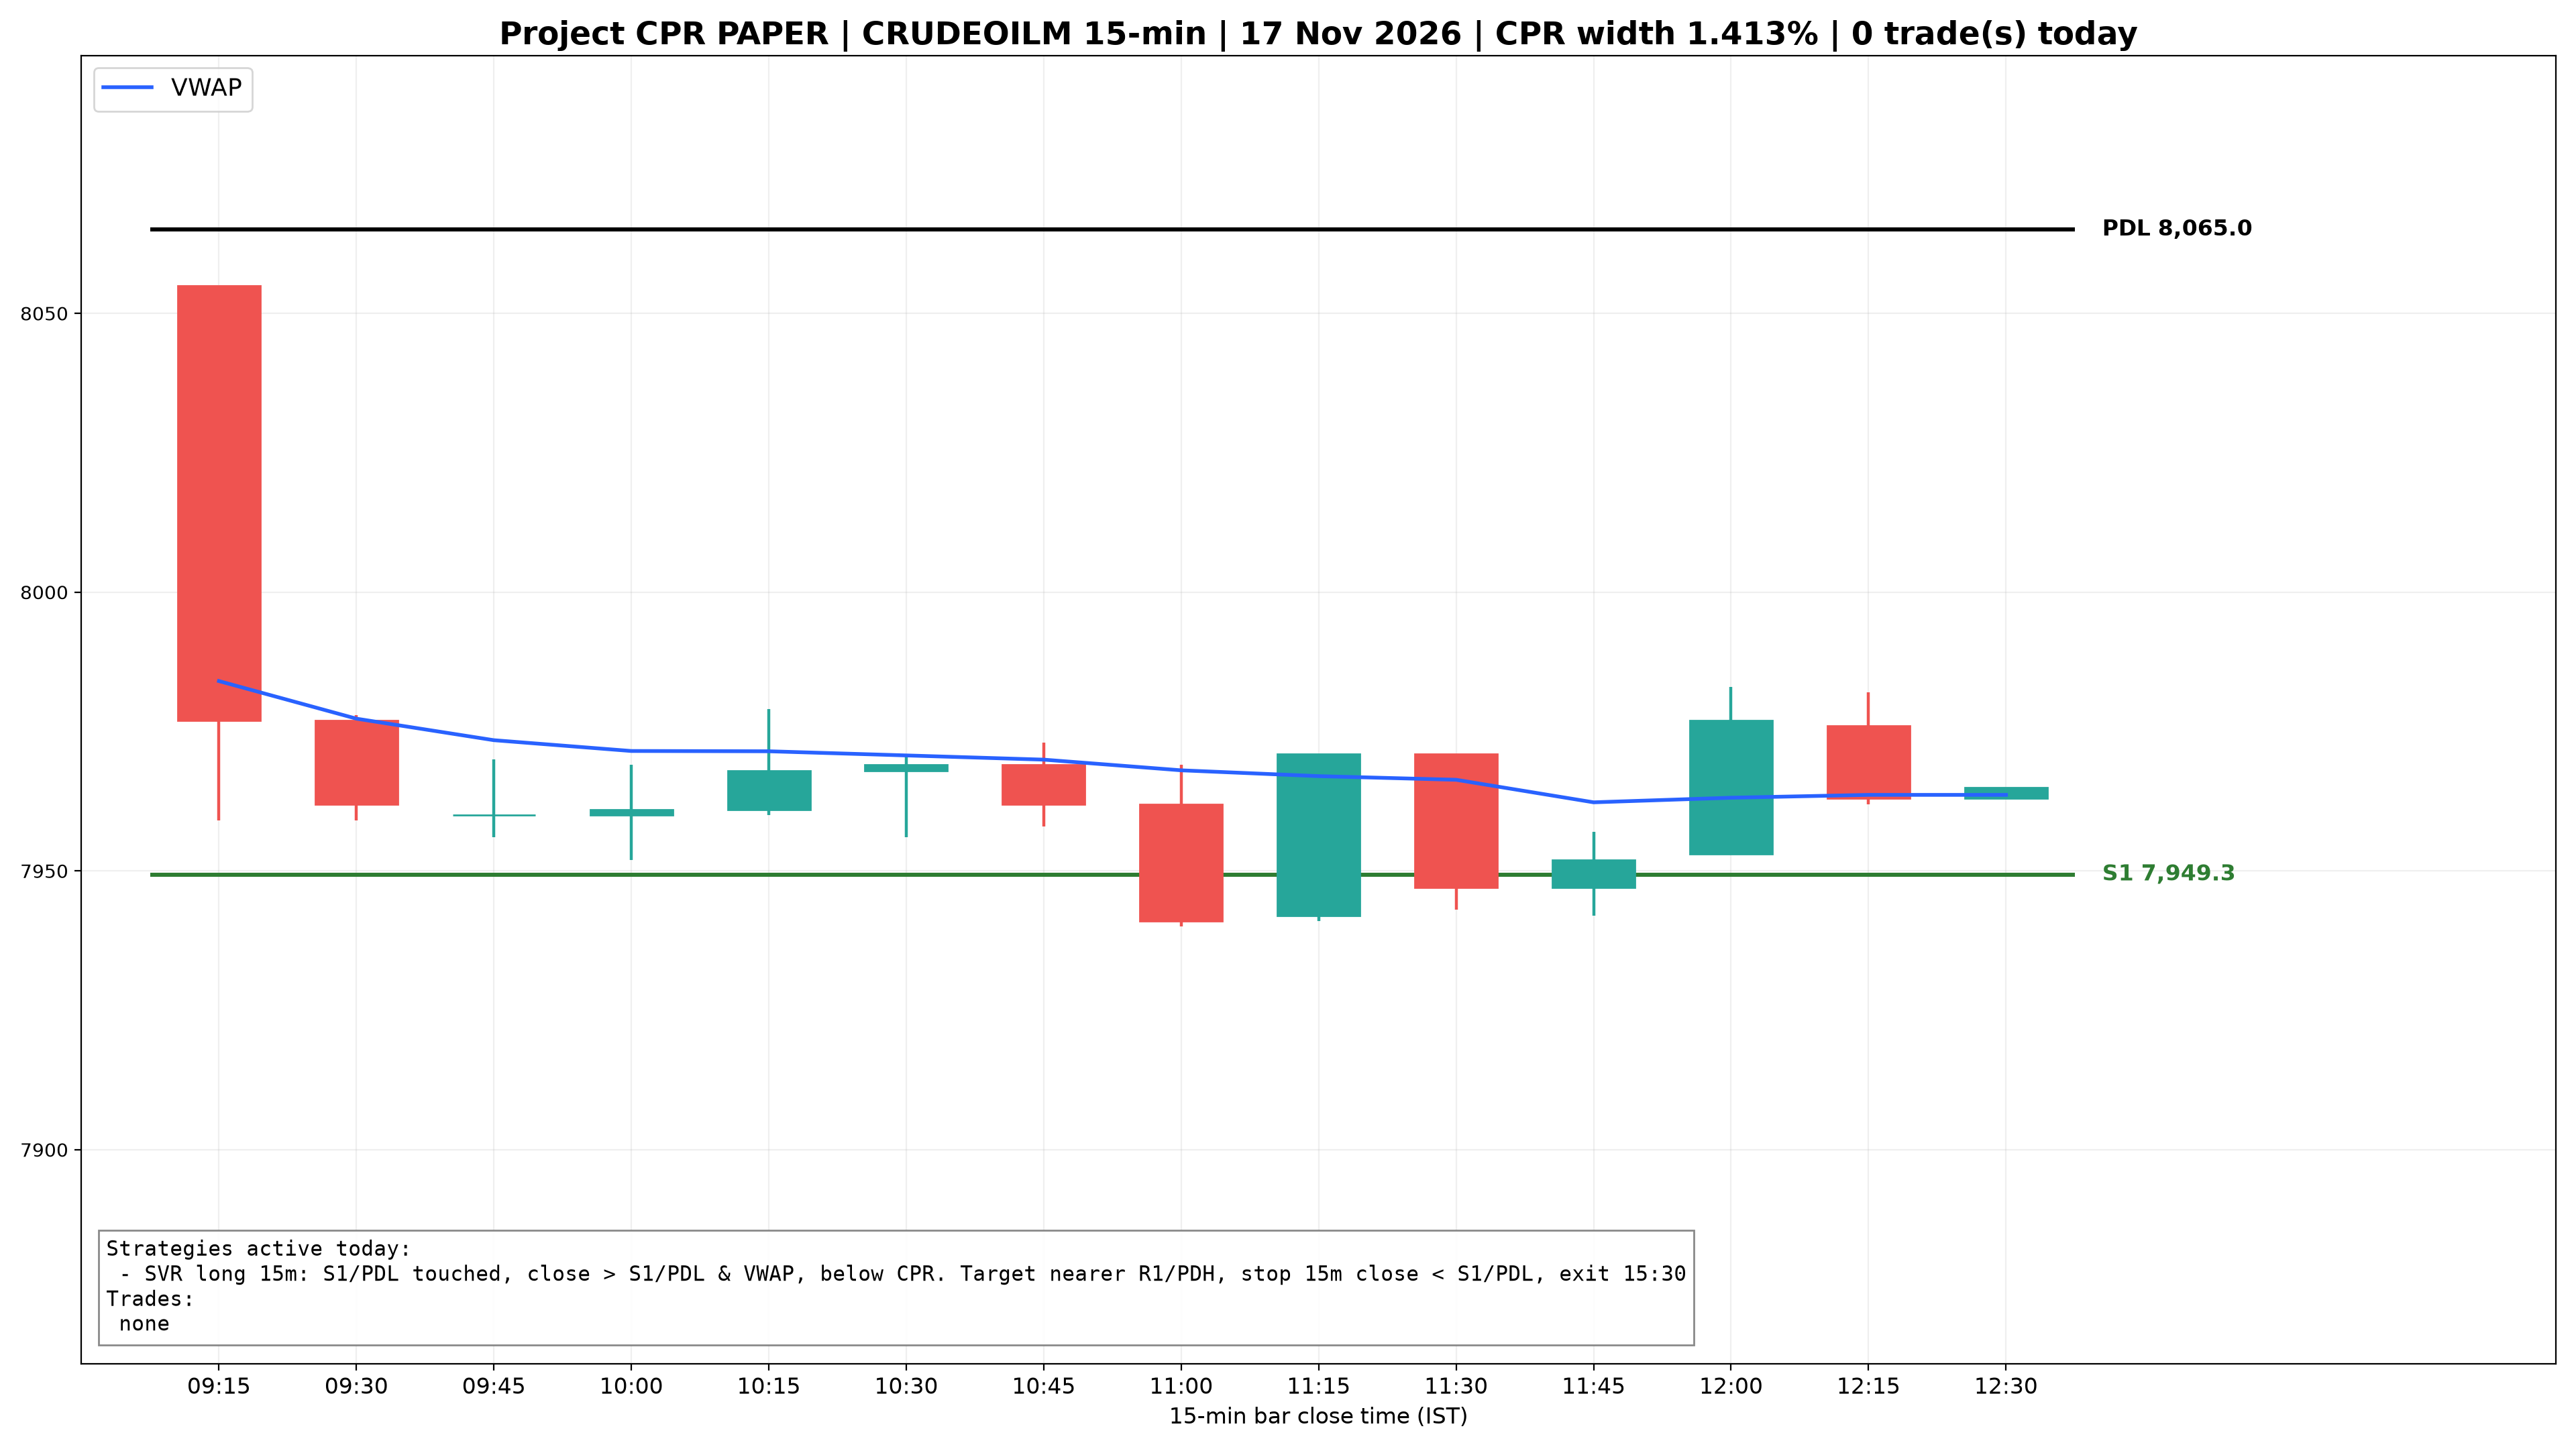 Project CPR PAPER | CRUDEOILM 15-min | 17 Nov 2026 | CPR width 1.413% | 0 trade(s) today
VWAP
PDL 8,065.0
8050
8000
7950
S1 7,949.3
7900
Strategies active today:
- SVR long 15m: S1/PDL touched, close > S1/PDL & VWAP, below CPR. Target nearer R1/PDH, stop 15m close < S1/PDL, exit 15:30
Trades:
none
09:15 09:30 09:45 10:00 10:15 10:30 10:45 11:00 11:15 11:30 11:45 12:00 12:15 12:30
15-min bar close time (IST)